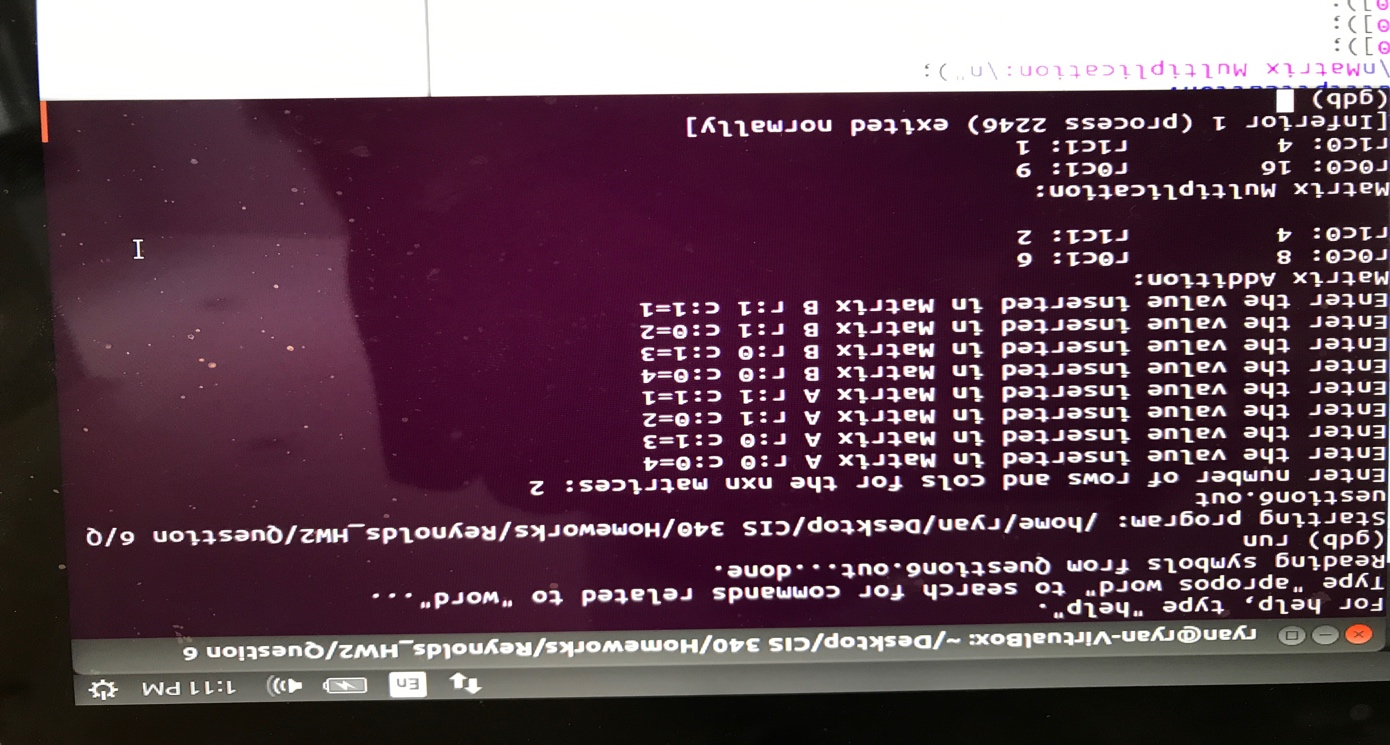 En 1:11 PM
ryan@ryan-VirtualBox: ~/Desktop/CIS 340/Homeworks/Reynolds_HW2/Question 6
For help, type "help".
Type "apropos word" to search for commands related to "word"...
Reading symbols from Question6.out...done.
(gdb) run
Starting program: /home/ryan/Desktop/CIS 340/Homeworks/Reynolds_HW2/Question 6/Q
uestion6.out
Enter number of rows and cols for the nxn matrices: 2
Enter the value inserted in Matrix A r:0 c:0=4
Enter the value inserted in Matrix A r:0 c:1=3
Enter the value inserted in Matrix A r:1 c:0=2
Enter the value inserted in Matrix A r:1 c:1=1
Enter the value inserted in Matrix B r:0 c:0=4
Enter the value inserted in Matrix B r:0 c:1=3
Enter the value inserted in Matrix B r:1 c:0=2
Enter the value inserted in Matrix B r:1 c:1=1
Matrix Addition:
r0c0: 8 r0c1: 6
r1c0: 4 r1c1: 2
Matrix Multiplication:
r0c0: 16 r0c1: 9
r1c0: 4 r1c1: 1
[Inferior 1 (process 2246) exited normally]
(gdb)
\nMatrix Multiplication:\n");
0]);
0]);
0]);